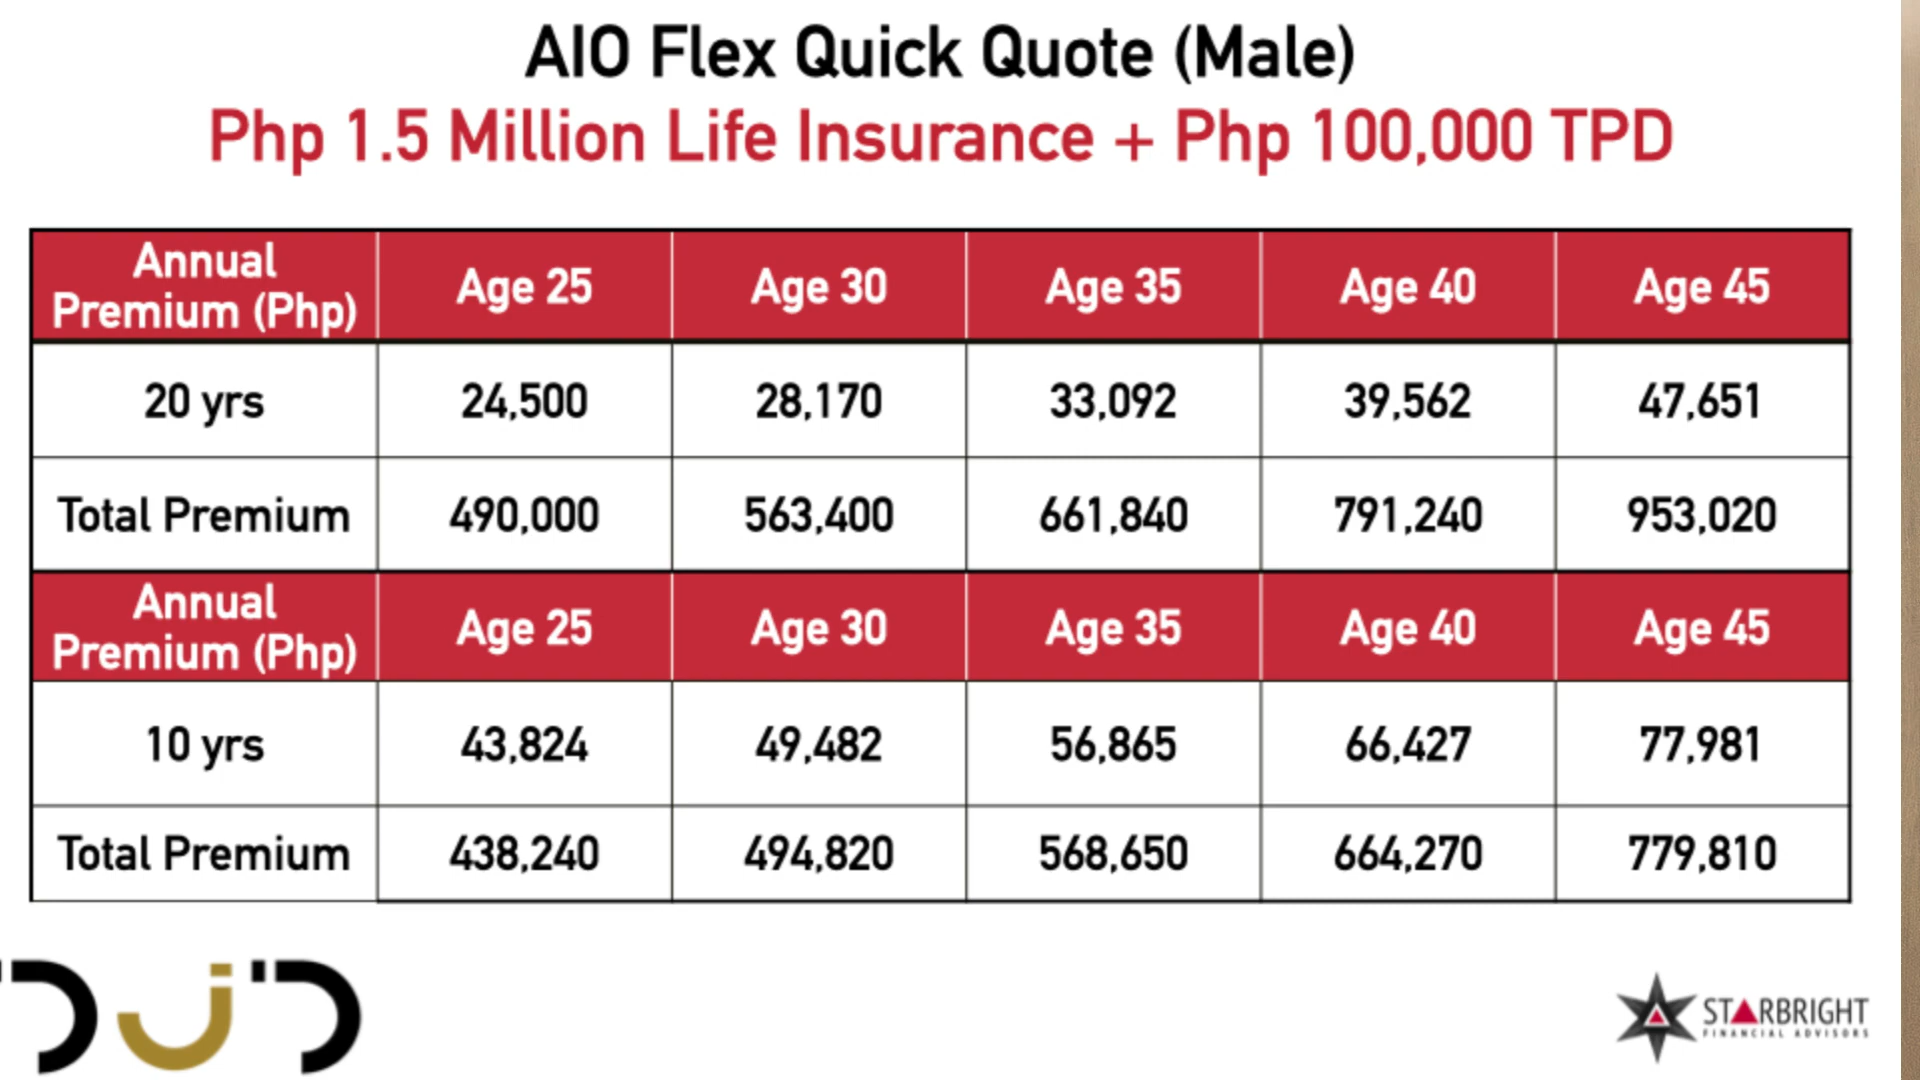 AIO Flex Quick Quote (Male)
Php 1.5 Million Life Insurance + Php 100,000 TPD
Annual Premium (Php) Age 25 Age 30 Age 35 Age 40 Age 45
20 yrs 24,500 28,170 33,092 39,562 47,651
Total Premium 490,000 563,400 661,840 791,240 953,020
Annual Premium (Php) Age 25 Age 30 Age 35 Age 40 Age 45
10 yrs 43,824 49,482 56,865 66,427 77,981
Total Premium 438,240 494,820 568,650 664,270 779,810
STARBRIGHT
FINANCIAL ADVISORS